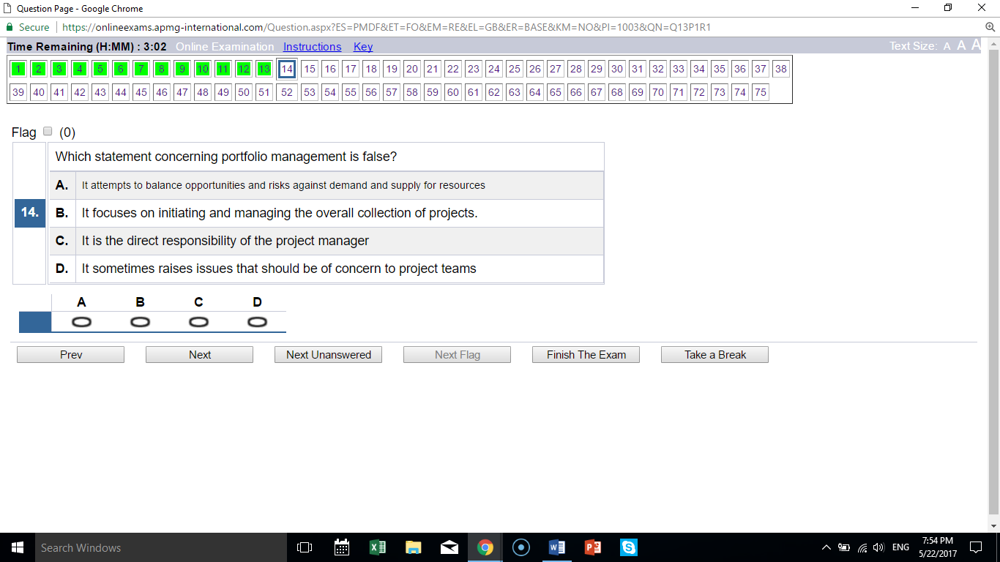 Question Page - Google Chrome
Secure https://onlineexams.apmg-international.com/Question.aspx?ES=PMDF&ET=FO&EM=RE&EL=GB&ER=BASE&KM=NO&PI=1003&QN=Q13P1R1
Time Remaining (H:MM) : 3:02 Online Examination Instructions Key Text Size: A A A
1 2 3 4 5 6 7 8 9 10 11 12 13 14 15 16 17 18 19 20 21 22 23 24 25 26 27 28 29 30 31 32 33 34 35 36 37 38
39 40 41 42 43 44 45 46 47 48 49 50 51 52 53 54 55 56 57 58 59 60 61 62 63 64 65 66 67 68 69 70 71 72 73 74 75
Flag (0)
Which statement concerning portfolio management is false?
A. It attempts to balance opportunities and risks against demand and supply for resources
14. B. It focuses on initiating and managing the overall collection of projects.
C. It is the direct responsibility of the project manager
D. It sometimes raises issues that should be of concern to project teams
A B C D
Prev Next Next Unanswered Next Flag Finish The Exam Take a Break
Search Windows ENG 7:54 PM
5/22/2017